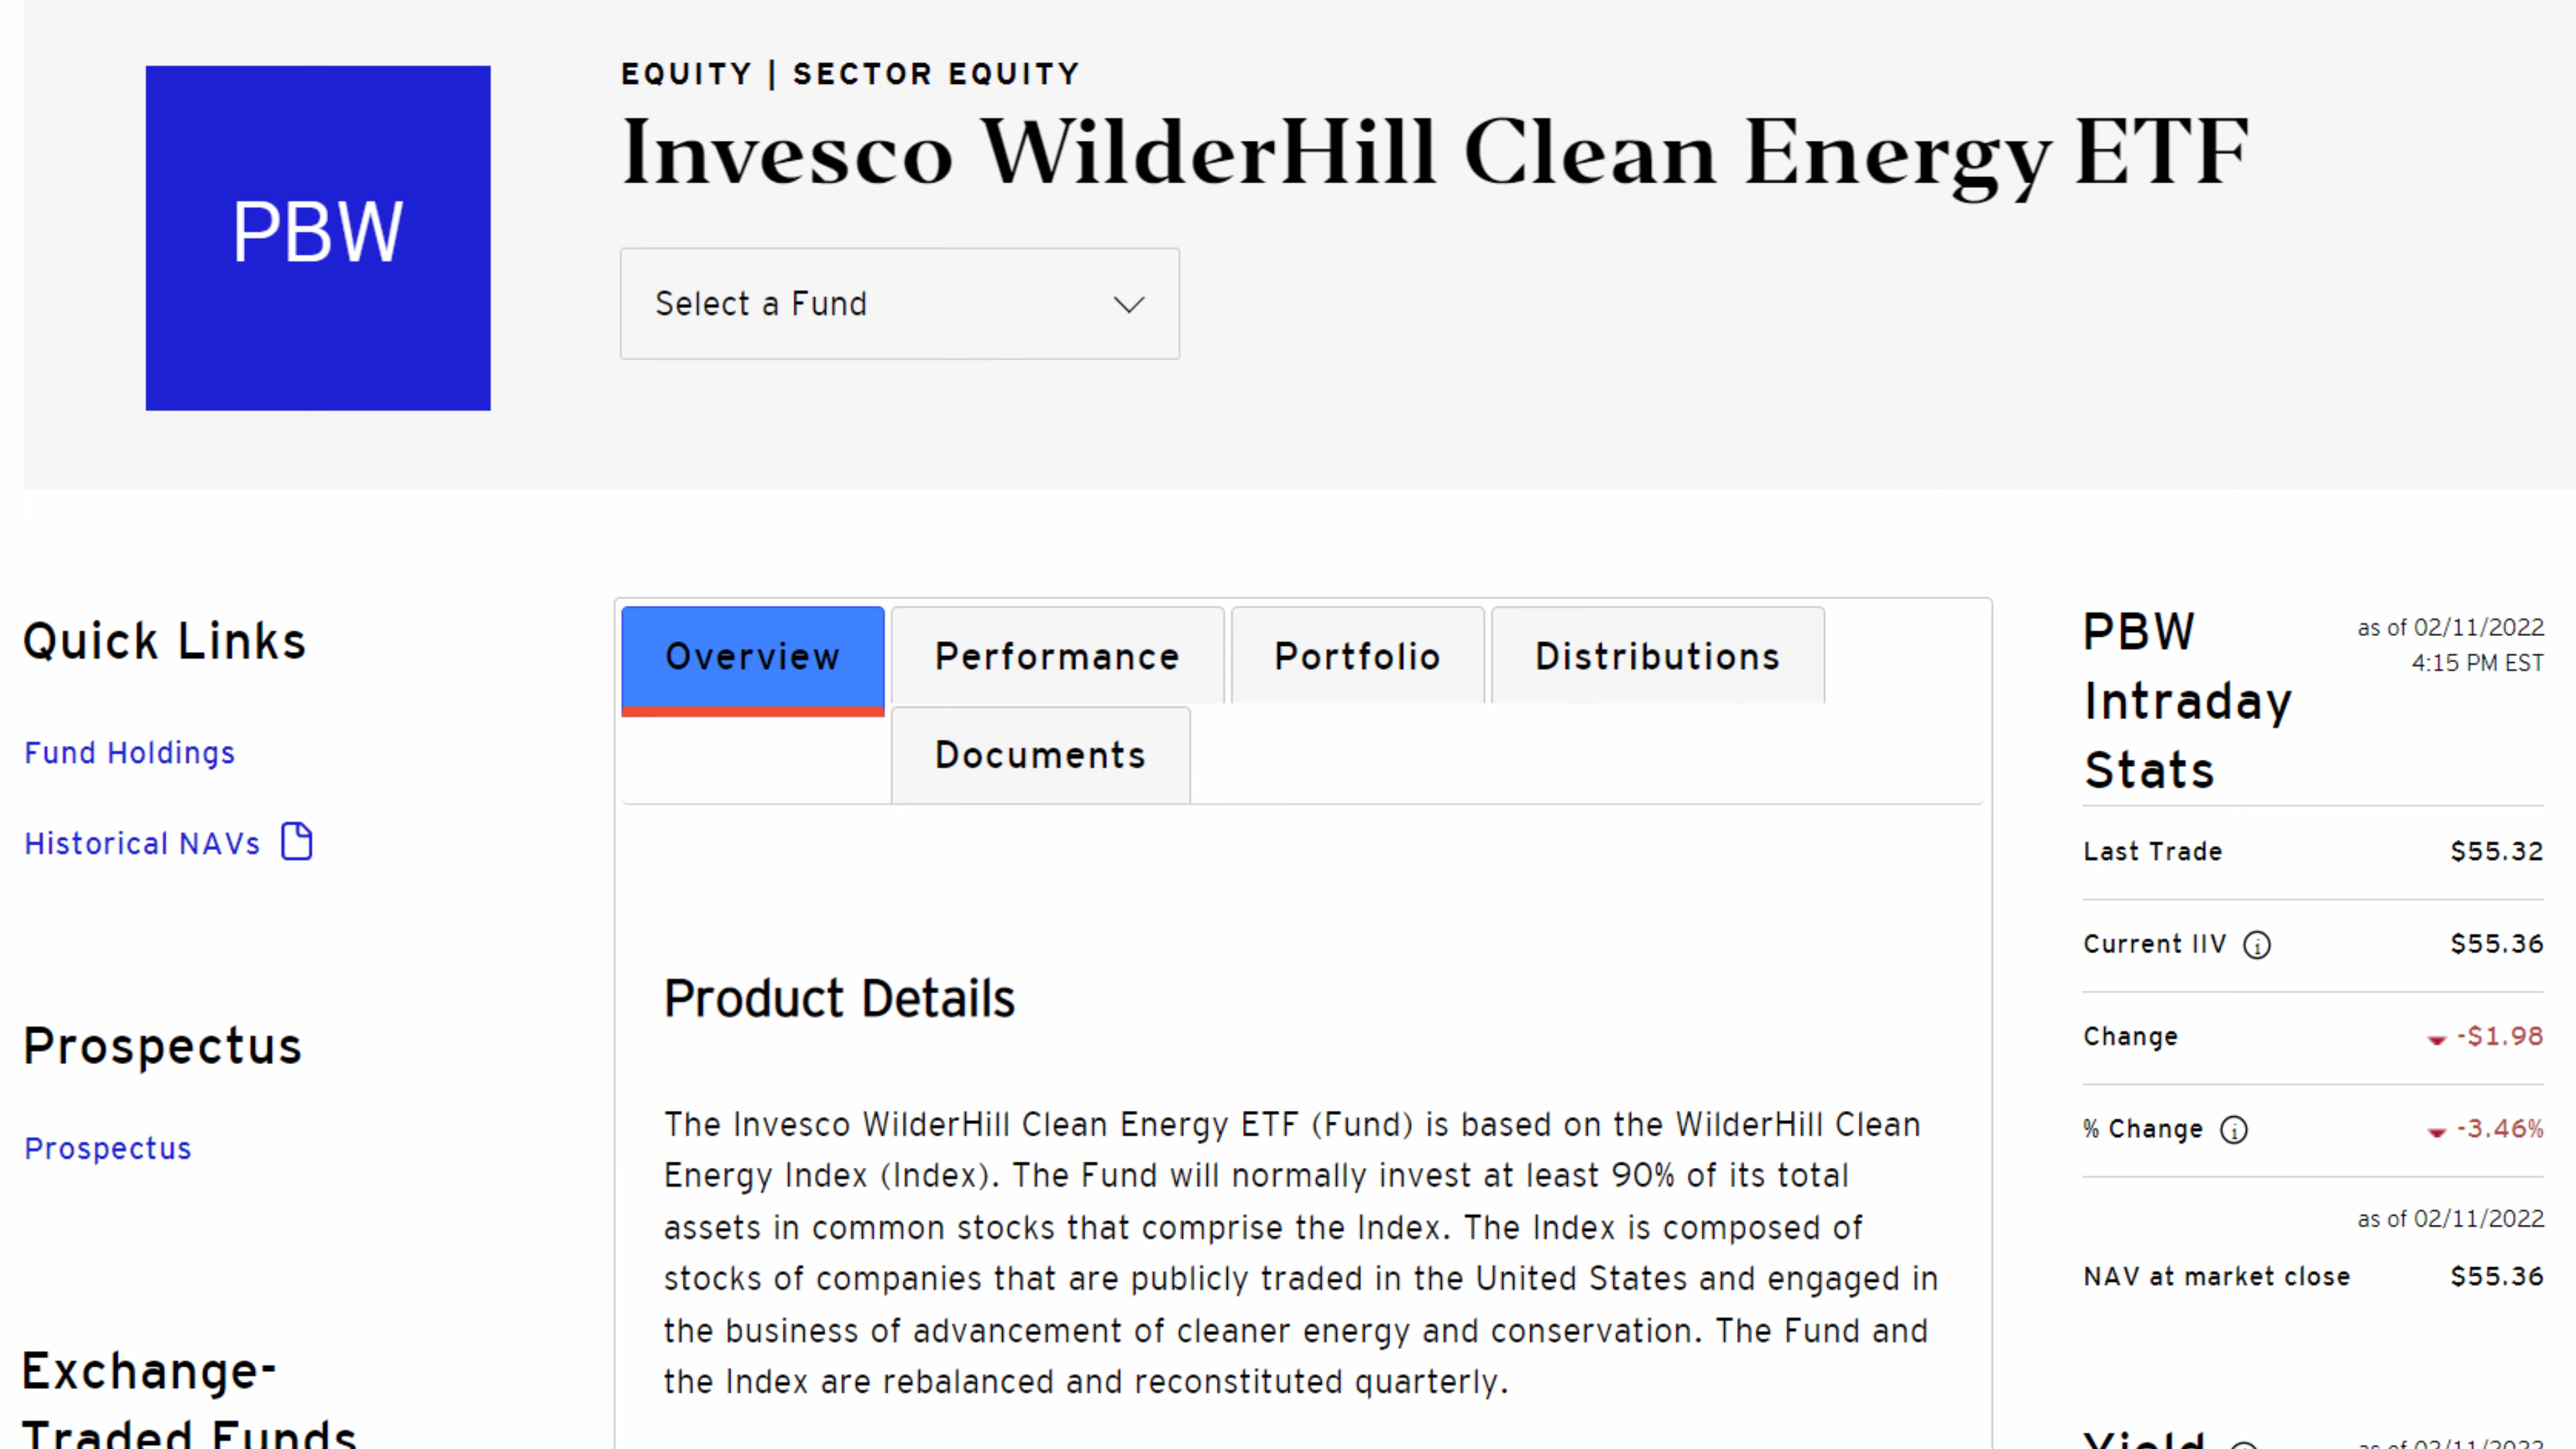 EQUITY | SECTOR EQUITY
Invesco WilderHill Clean Energy ETF
PBW
Select a Fund
Quick Links
Fund Holdings
Historical NAVs
Prospectus
Prospectus
Exchange-
Traded Funds
Overview
Performance
Portfolio
Distributions
Documents
Product Details
The Invesco WilderHill Clean Energy ETF (Fund) is based on the WilderHill Clean
Energy Index (Index). The Fund will normally invest at least 90% of its total
assets in common stocks that comprise the Index. The Index is composed of
stocks of companies that are publicly traded in the United States and engaged in
the business of advancement of cleaner energy and conservation. The Fund and
the Index are rebalanced and reconstituted quarterly.
PBW
Intraday
Stats
as of 02/11/2022
4:15 PM EST
Last Trade $55.32
Current IIV $55.36
Change -$1.98
% Change -3.46%
as of 02/11/2022
NAV at market close $55.36
Yield as of 02/11/2022